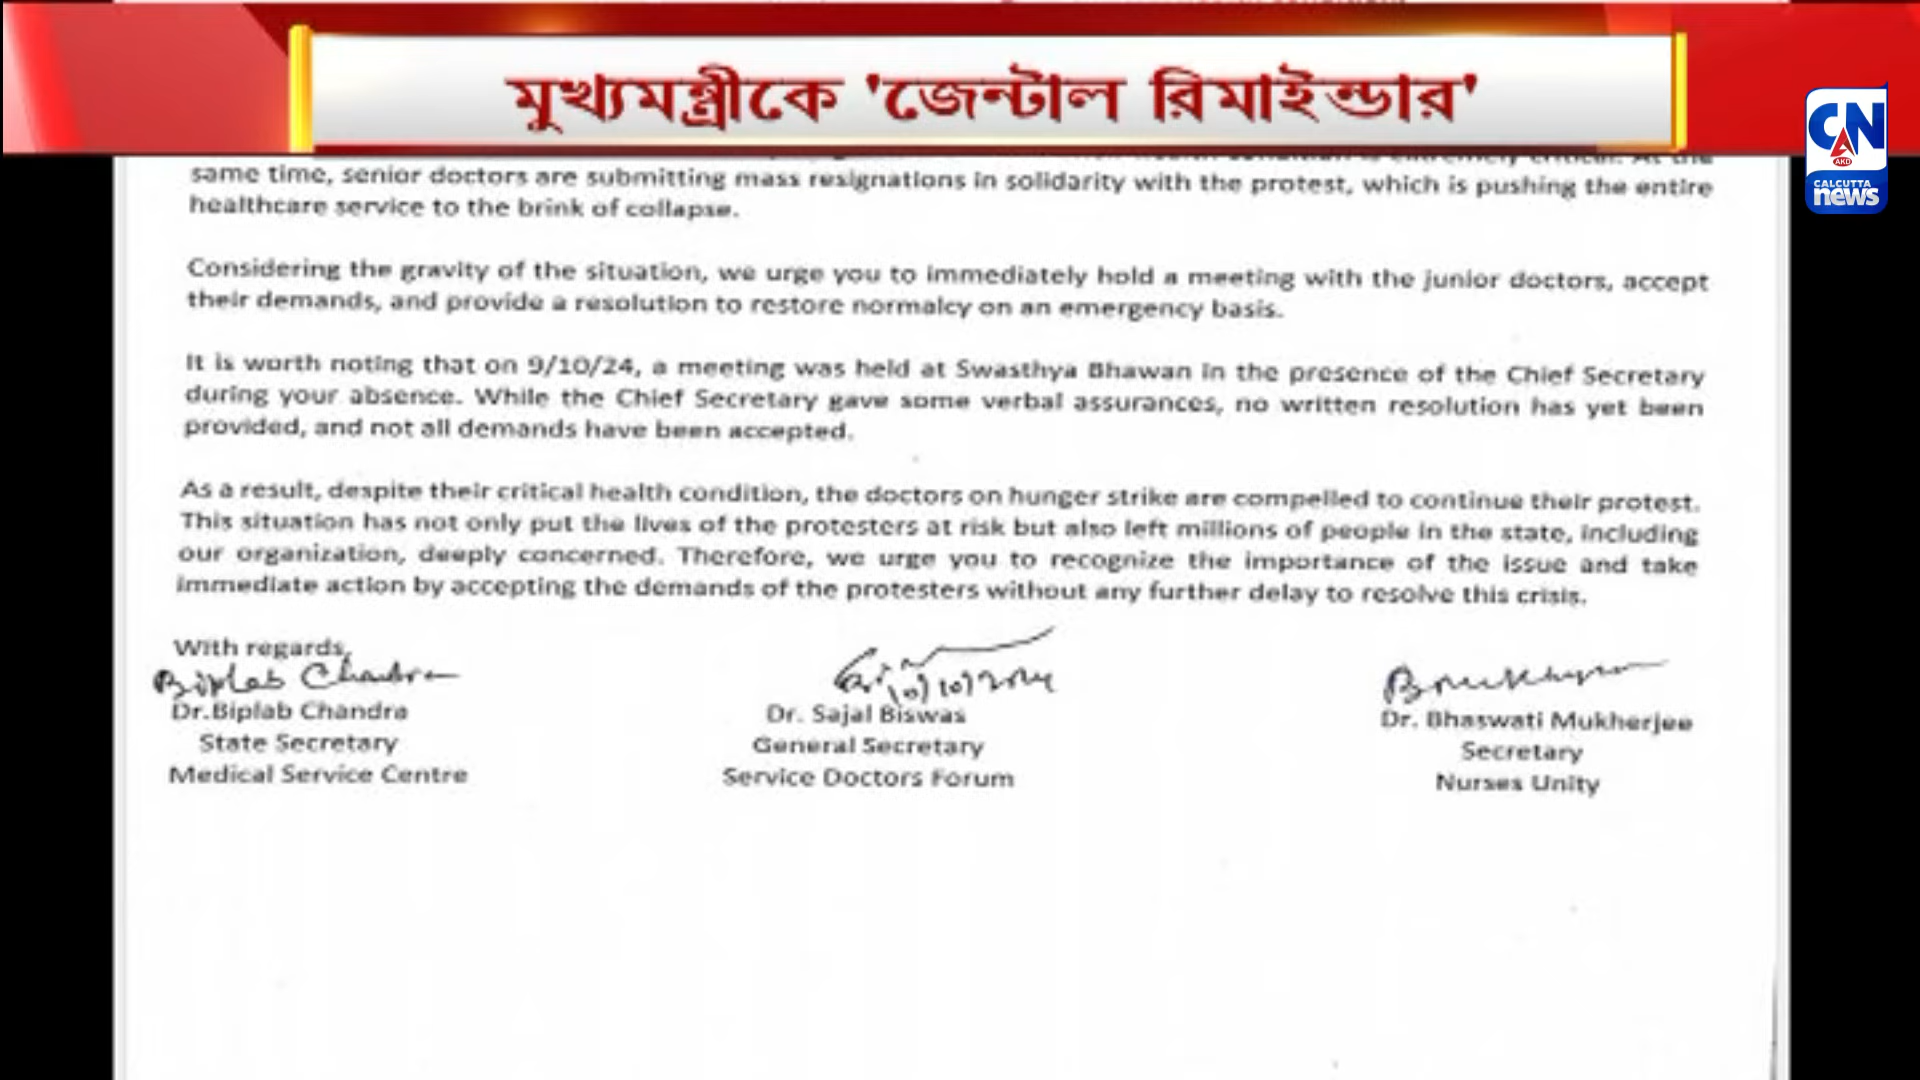 মুখ্যমন্ত্রীকে 'জেন্টাল রিমাইন্ডার'
CN
AKD
CALCUTTA
news
same time, senior doctors are submitting mass resignations in solidarity with the protest, which is pushing the entire
healthcare service to the brink of collapse.
Considering the gravity of the situation, we urge you to immediately hold a meeting with the junior doctors, accept
their demands, and provide a resolution to restore normalcy on an emergency basis.
It is worth noting that on 9/10/24, a meeting was held at Swasthya Bhawan in the presence of the Chief Secretary
during your absence. While the Chief Secretary gave some verbal assurances, no written resolution has yet been
provided, and not all demands have been accepted.
As a result, despite their critical health condition, the doctors on hunger strike are compelled to continue their protest.
This situation has not only put the lives of the protesters at risk but also left millions of people in the state, including
our organization, deeply concerned. Therefore, we urge you to recognize the importance of the issue and take
immediate action by accepting the demands of the protesters without any further delay to resolve this crisis.
With regards,
Biplab Chandra
Dr.Biplab Chandra
State Secretary
Medical Service Centre
Dr. Sajal Biswas
General Secretary
Service Doctors Forum
Dr. Bhaswati Mukherjee
Secretary
Nurses Unity